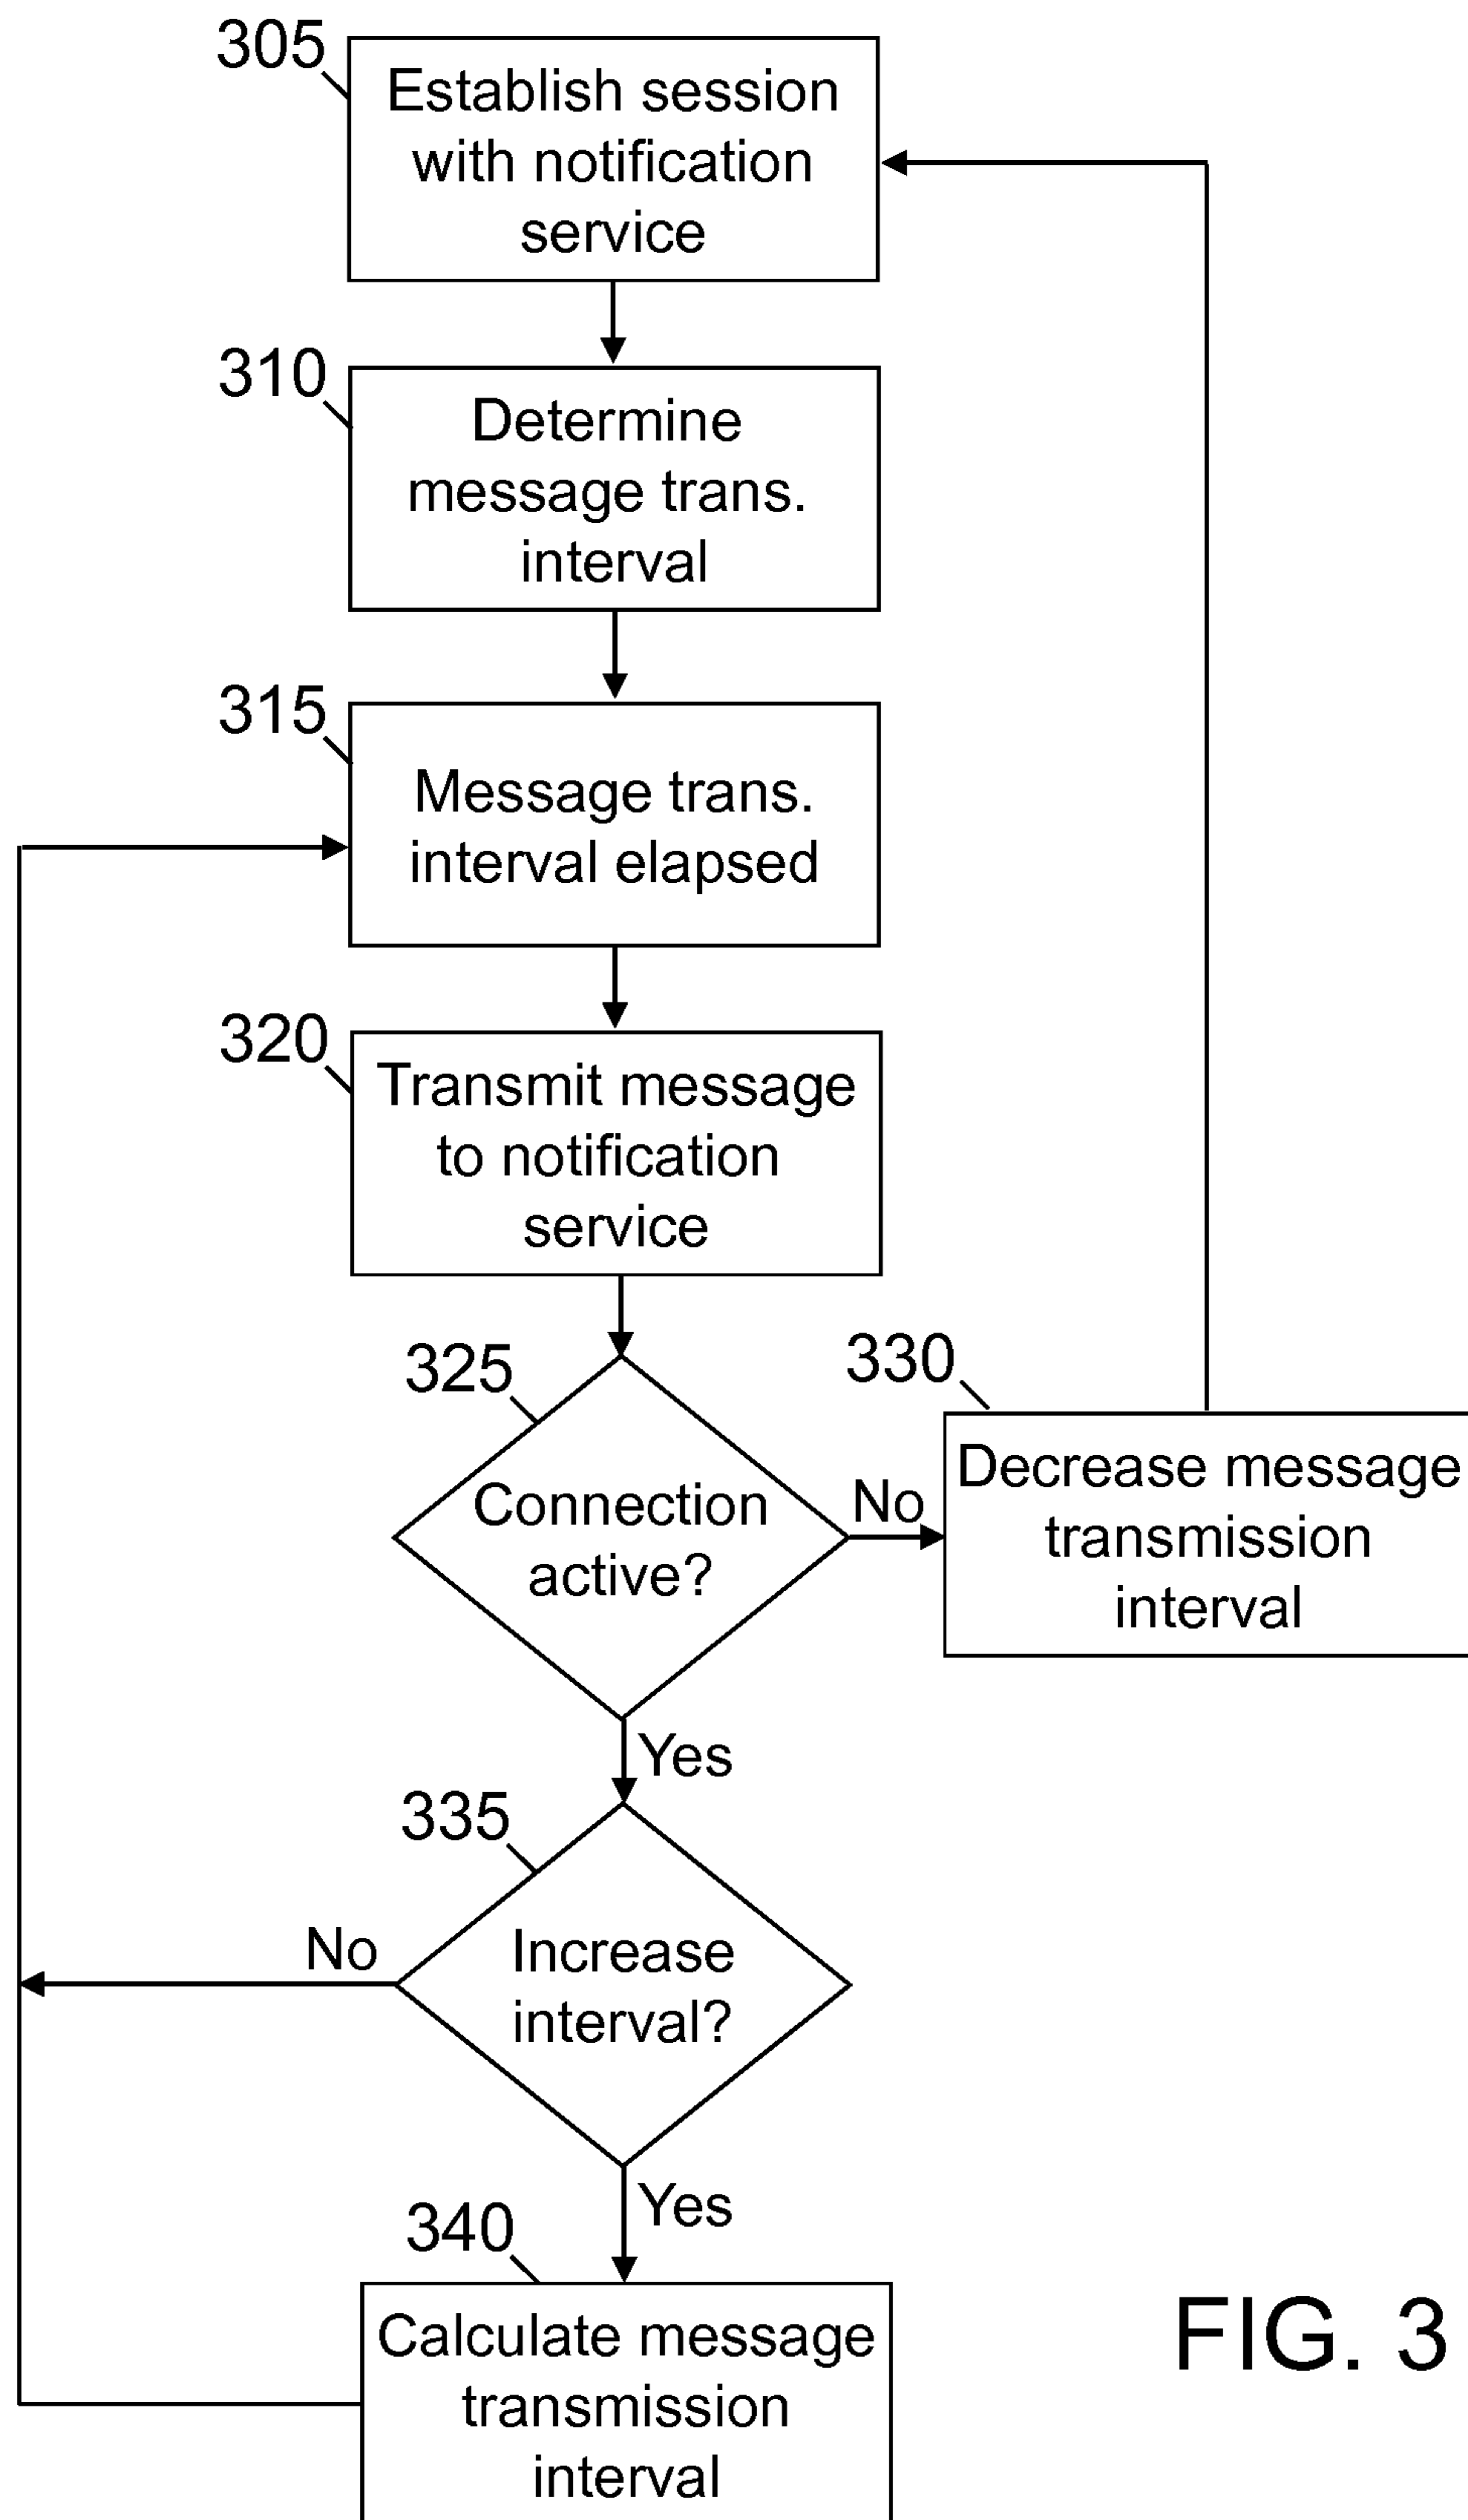 305
Establish session
with notification
service
310
Determine
message trans.
interval
315
Message trans.
interval elapsed
320
Transmit message
to notification
service
325
Connection
active?
No
330
Decrease message
transmission
interval
Yes
335
Increase
interval?
No
Yes
340
Calculate message
transmission
interval
FIG. 3